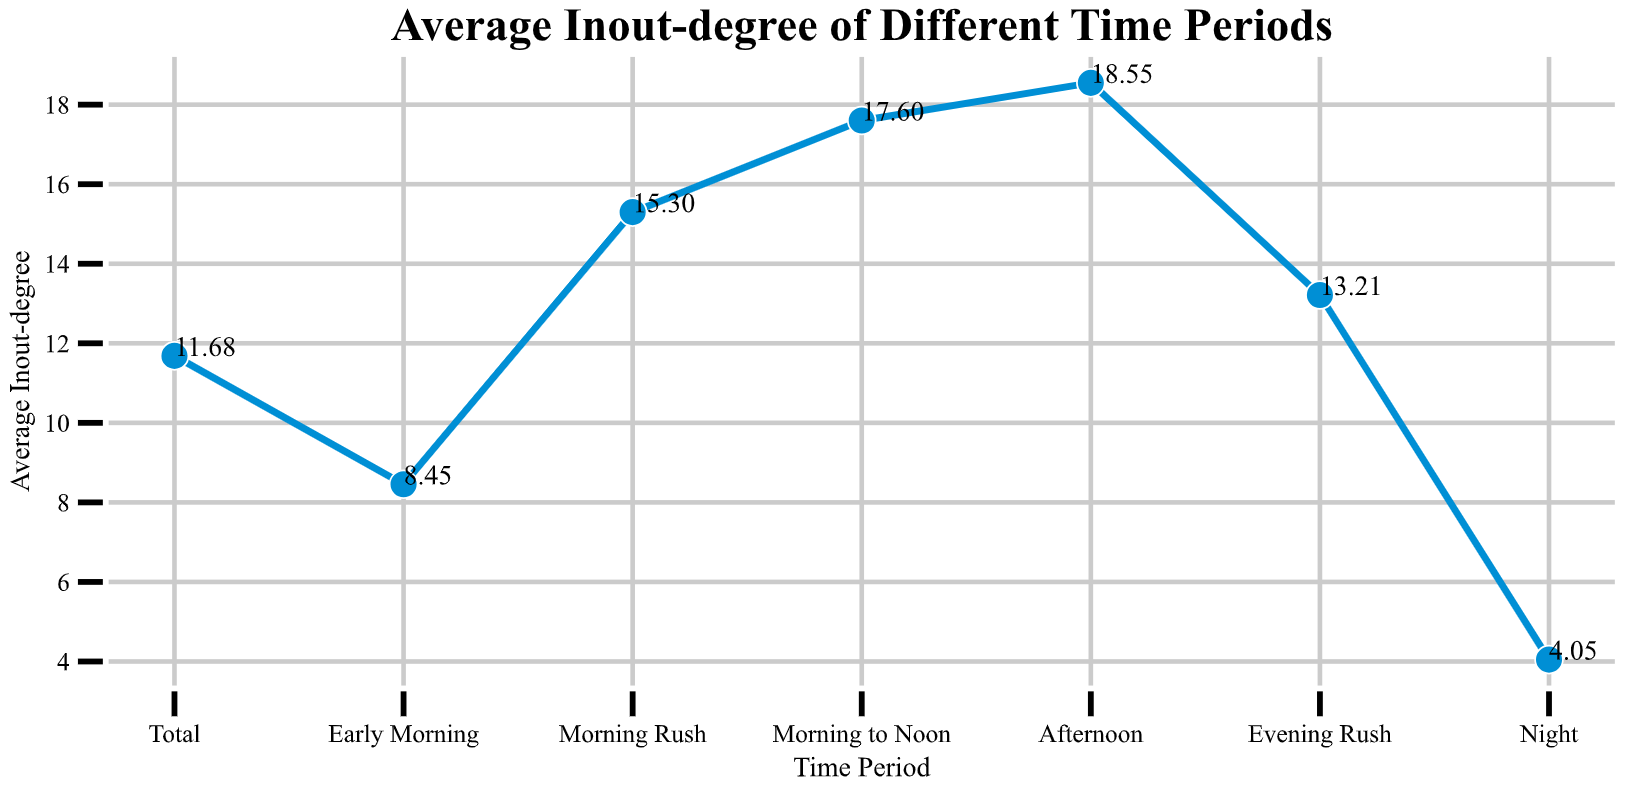 Average Inout-degree of Different Time Periods
18.55
18
17.60
16
15.30
14
13.21
12
11.68
10
8.45
8
6
4.05
4
Average Inout-degree
Total
Early Morning
Morning Rush
Morning to Noon
Afternoon
Evening Rush
Night
Time Period